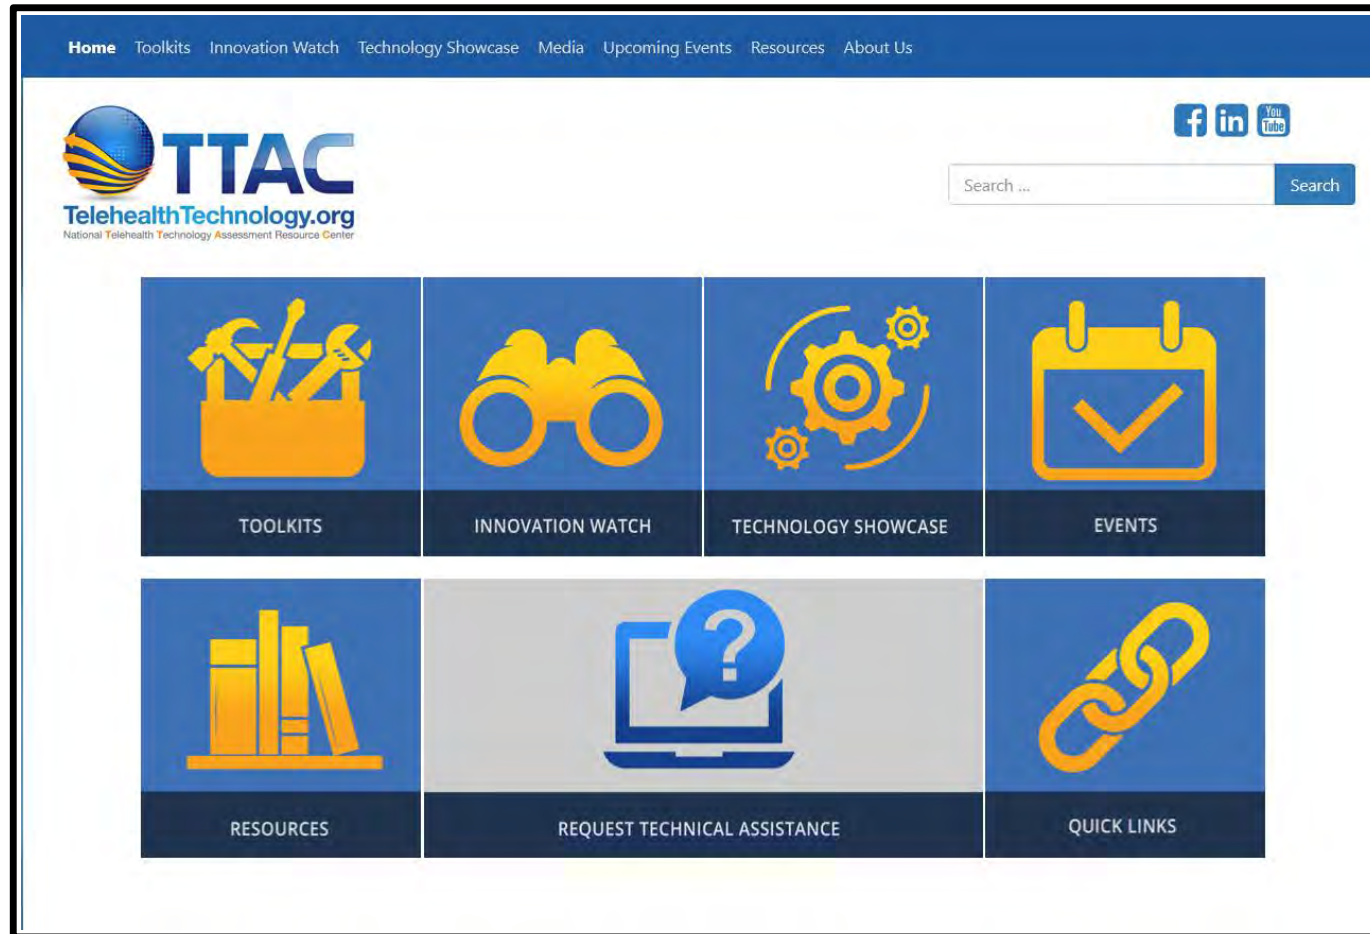 Home Toolkits Innovation Watch Technology Showcase Media Upcoming Events Resources About Us
You
Tube
TTAC
TelehealthTechnology.org
National Telehealth Technology Assessment Resource Center
Search ... Search
TOOLKITS INNOVATION WATCH TECHNOLOGY SHOWCASE EVENTS
RESOURCES REQUEST TECHNICAL ASSISTANCE QUICK LINKS